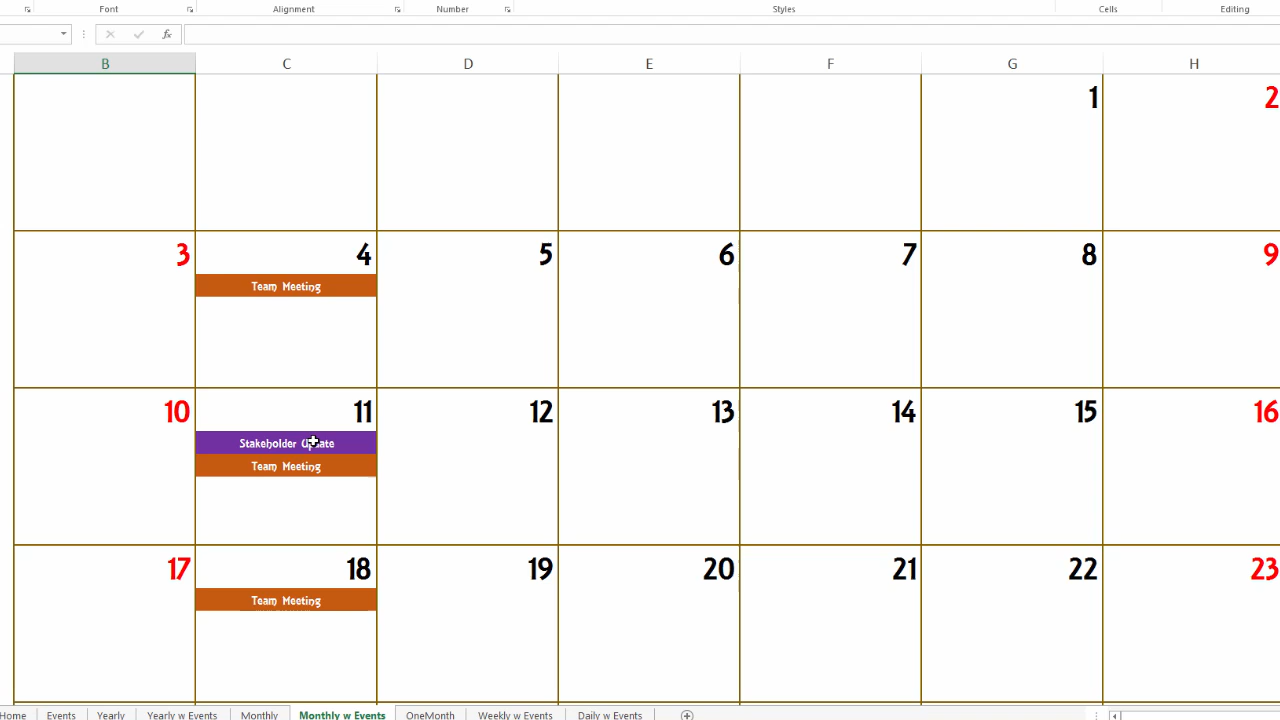 Font Alignment Number Styles Cells Editing
fx
B C D E F G H
1 2
3 4 5 6 7 8 9
Team Meeting
10 11 12 13 14 15 16
Stakeholder Update
Team Meeting
17 18 19 20 21 22 23
Team Meeting
Home Events Yearly Yearly w Events Monthly Monthly w Events OneMonth Weekly w Events Daily w Events